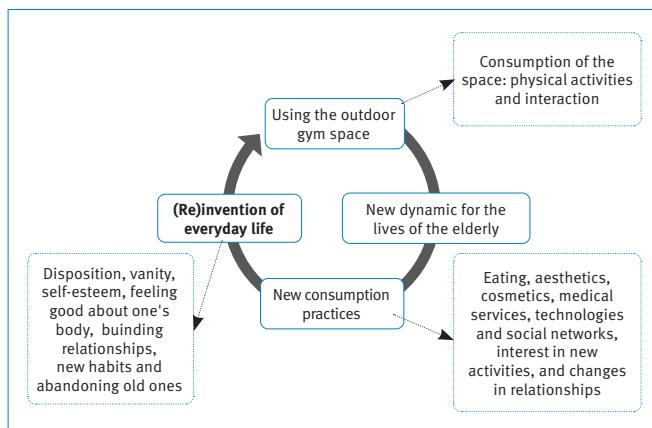 Consumption of the
space: physical activities
and interaction
Using the outdoor
gym space
(Re)invention of
everyday life
New dynamic for the
lives of the elderly
Disposition, vanity,
self-esteem, feeling
good about one's
body, buinding
relationships,
new habits and
abandoning old ones
New consumption
practices
Eating, aesthetics,
cosmetics, medical
services, technologies
and social networks,
interest in new
activities, and changes
in relationships